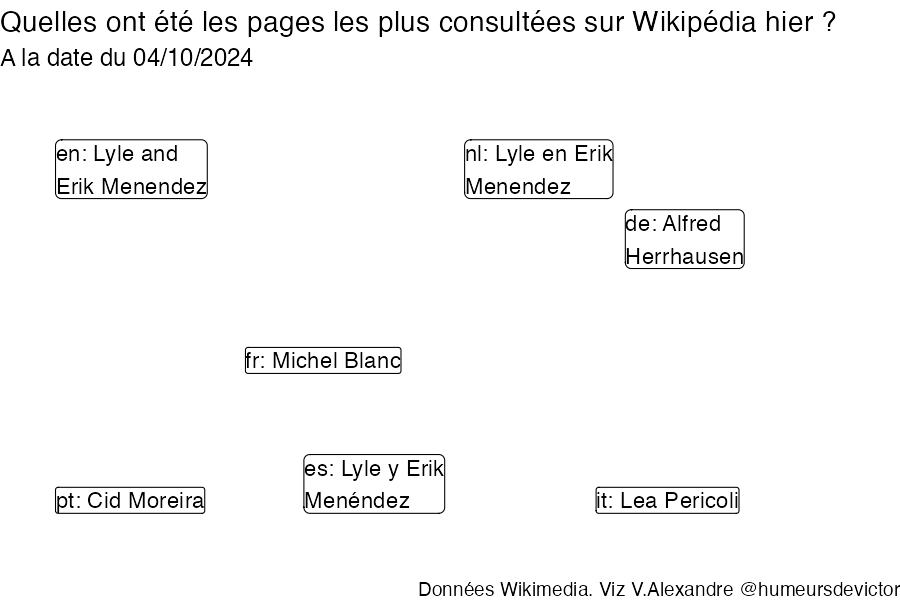 Quelles ont été les pages les plus consultées sur Wikipédia hier ?
A la date du 04/10/2024
en: Lyle and
Erik Menendez
nl: Lyle en Erik
Menendez
de: Alfred
Herrhausen
fr: Michel Blanc
es: Lyle y Erik
Menéndez
pt: Cid Moreira
it: Lea Pericoli
Données Wikimedia. Viz V.Alexandre @humeursdevictor